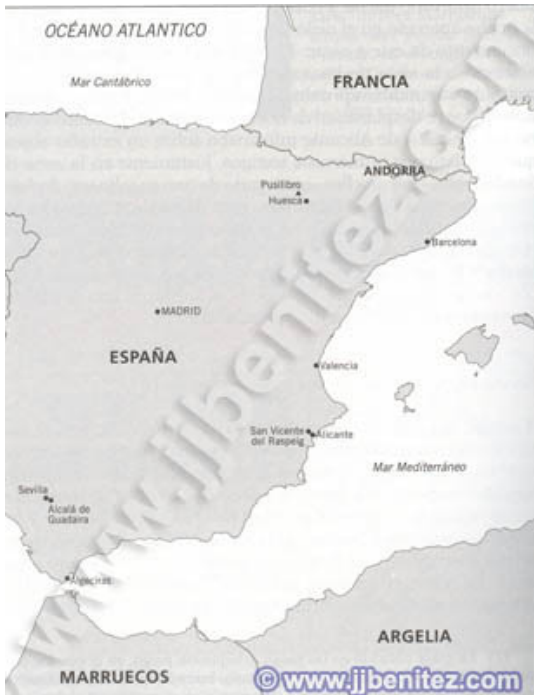 OCÉANO ATLANTICO
Mar Cantábrico
FRANCIA
ANDORRA
Pusilibro
Huesca
Barcelona
MADRID
ESPAÑA
Valencia
San Vicente
del Raspeig
Alicante
Mar Mediterráneo
Sevilla
Alcalá de
Guadaira
Algeciras
ARGELIA
MARRUECOS
www.jjbenitez.com
© www.jjbenitez.com